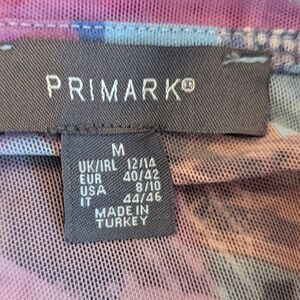 PRIMARK®
M
UK/IRL 12/14
EUR 40/42
USA 8/10
IT 44/46
MADE IN
TURKEY